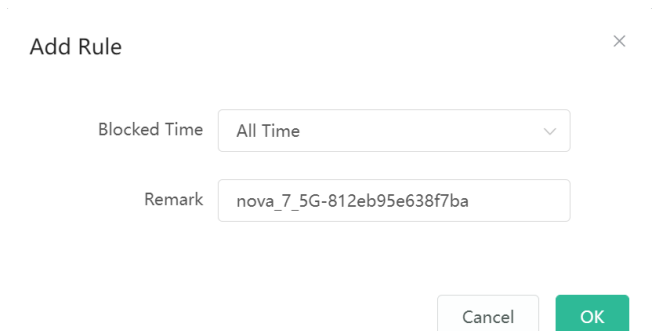 Add Rule
Blocked Time All Time
Remark nova_7_5G-812eb95e638f7ba
Cancel OK